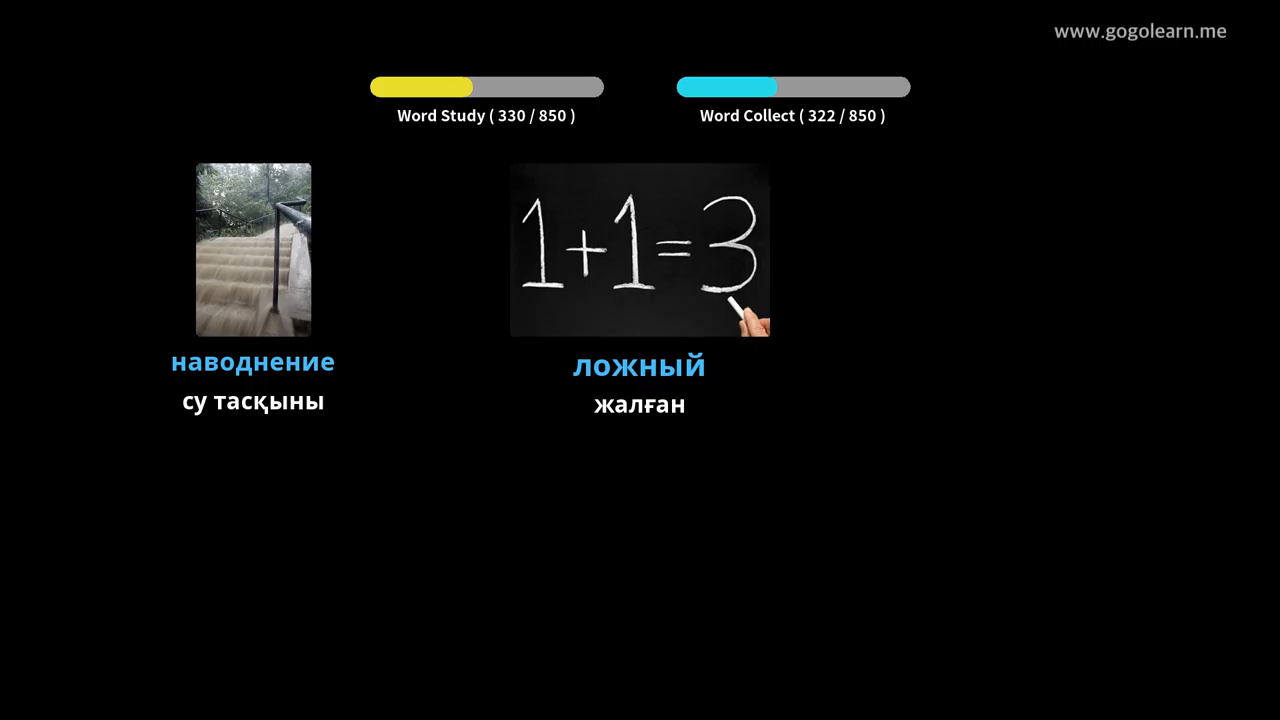 www.gogolearn.me
Word Study ( 330 / 850 )
Word Collect ( 322 / 850 )
1+1=3
наводнение
су тасқыны
ложный
жалған